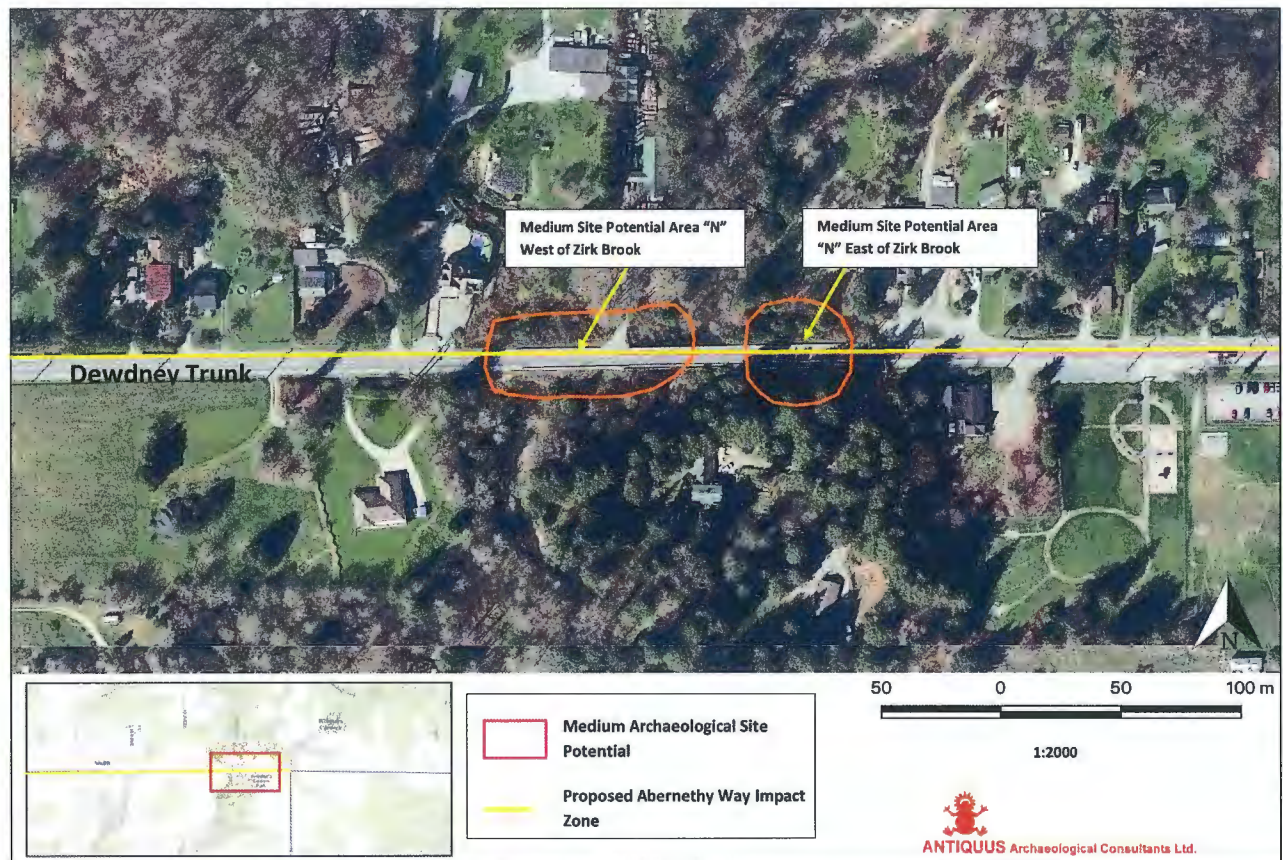 Medium Site Potential Area "N"
West of Zirk Brook
Medium Site Potential Area
"N" East of Zirk Brook
Dewdney Trunk
N
50 0 50 100 m
1:2000
Medium Archaeological Site
Potential
Proposed Abernethy Way Impact
Zone
ANTIQUUS Archaeological Consultants Ltd.